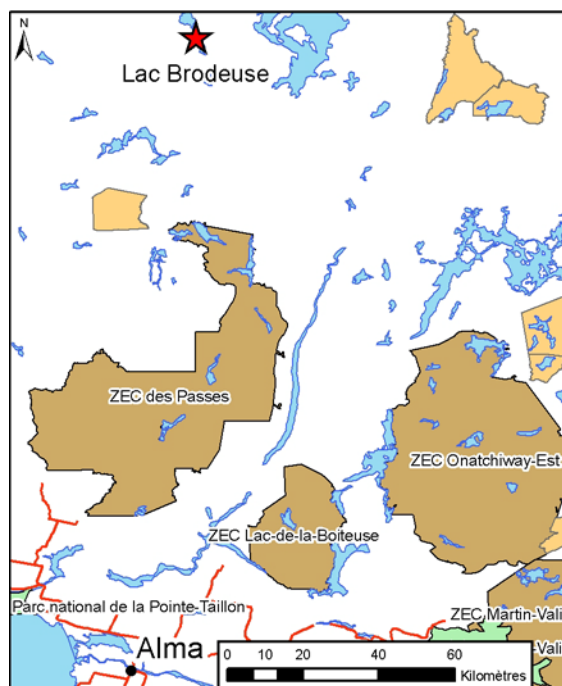 N
Lac Brodeuse
ZEC des Passes
ZEC Onatchiway-Est
ZEC Lac-de-la-Boiteuse
Parc national de la Pointe-Taillon
ZEC Martin-Vali
Alma
-Vali
0 10 20 40 60
Kilomètres